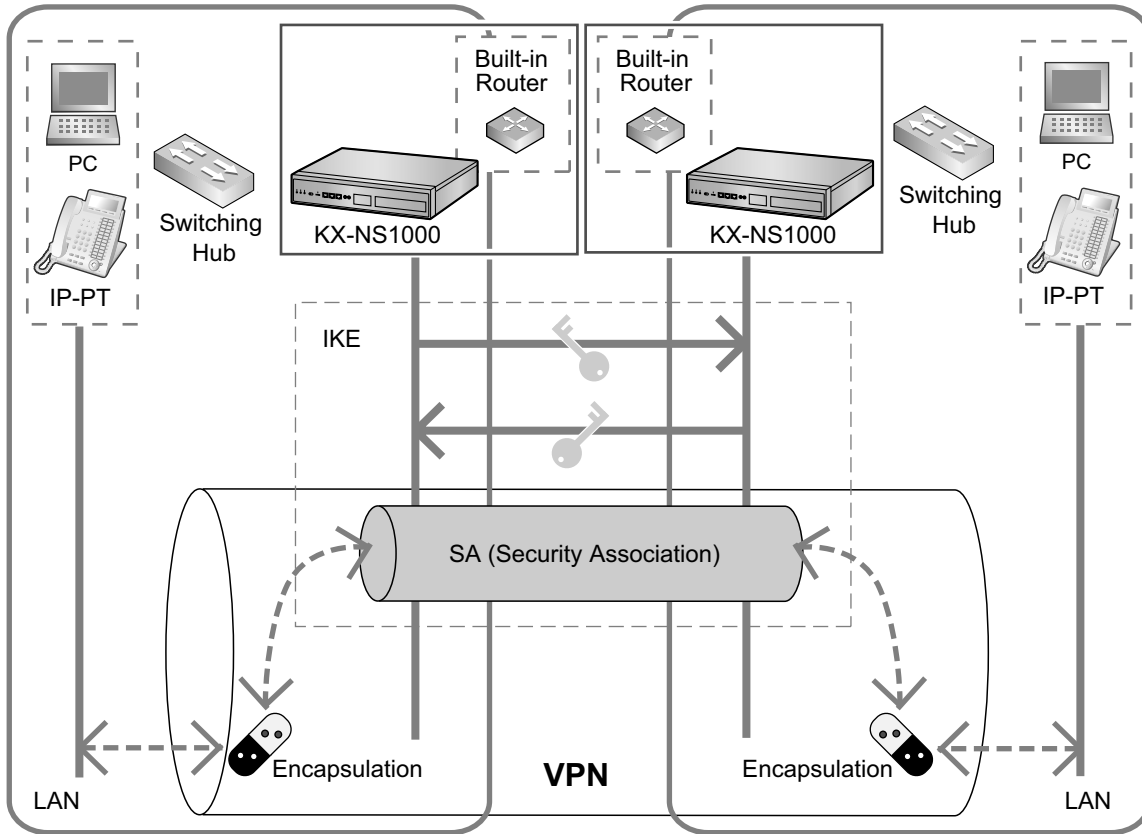 Built-in
Router
Built-in
Router
PC
Switching
Hub
IP-PT
KX-NS1000
KX-NS1000
Switching
Hub
PC
IP-PT
IKE
SA (Security Association)
Encapsulation
VPN
Encapsulation
LAN
LAN